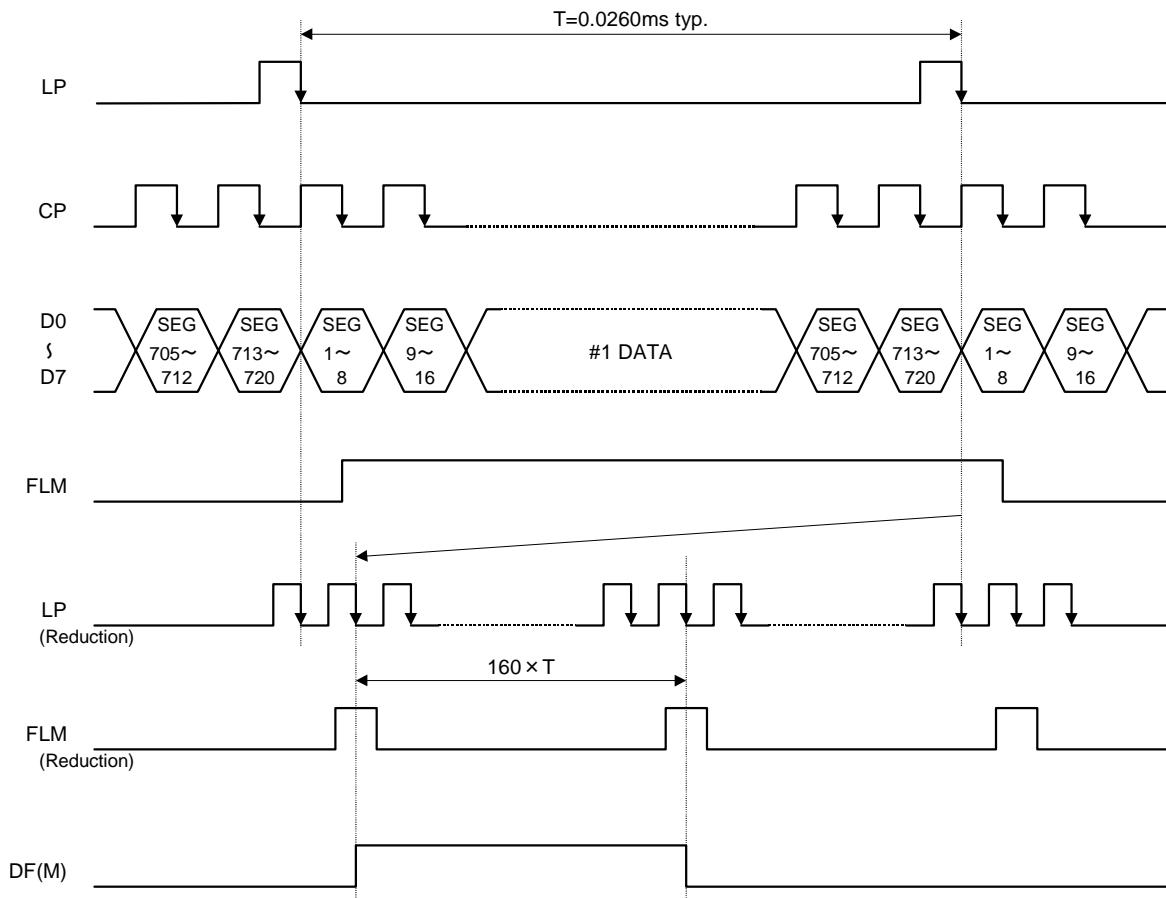 T=0.0260ms typ.
LP
CP
D0
∫
D7
SEG
705～
712
SEG
713～
720
SEG
1～
8
SEG
9～
16
#1 DATA
SEG
705～
712
SEG
713～
720
SEG
1～
8
SEG
9～
16
FLM
LP
(Reduction)
160×T
FLM
(Reduction)
DF(M)